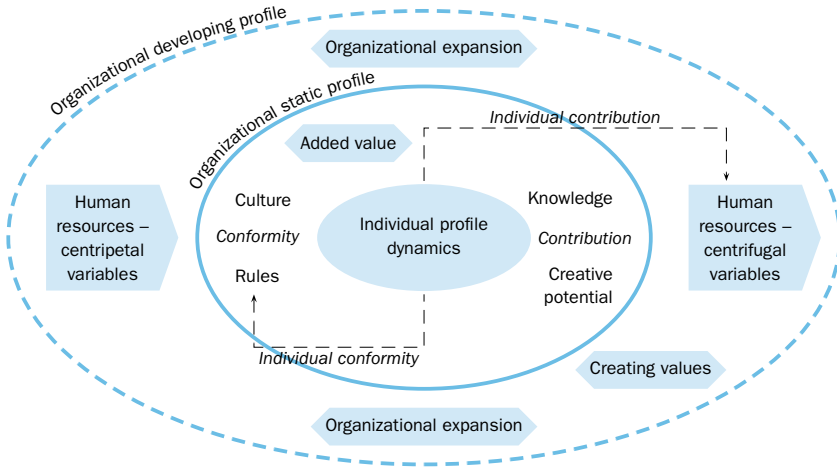 Organizational developing profile
Organizational expansion
Organizational static profile
Individual contribution
Added value
Human
resources –
centripetal
variables
Culture
Conformity
Rules
Individual profile
dynamics
Knowledge
Contribution
Creative
potential
Human
resources –
centrifugal
variables
Individual conformity
Creating values
Organizational expansion